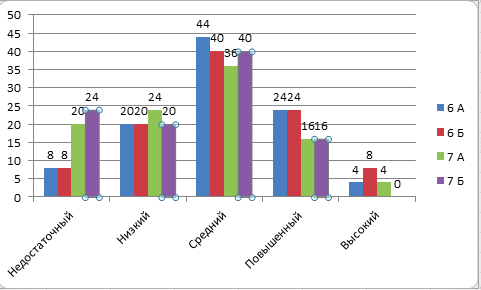 50
45
40
35
30
25
20
15
10
5
0
8 8 20 24
20 20 24 20
44 40 36 40
24 24 16 16
4 8 4 0
Недостаточный
Низкий
Средний
Повышенный
Высокий
6 А
6 Б
7 А
7 Б